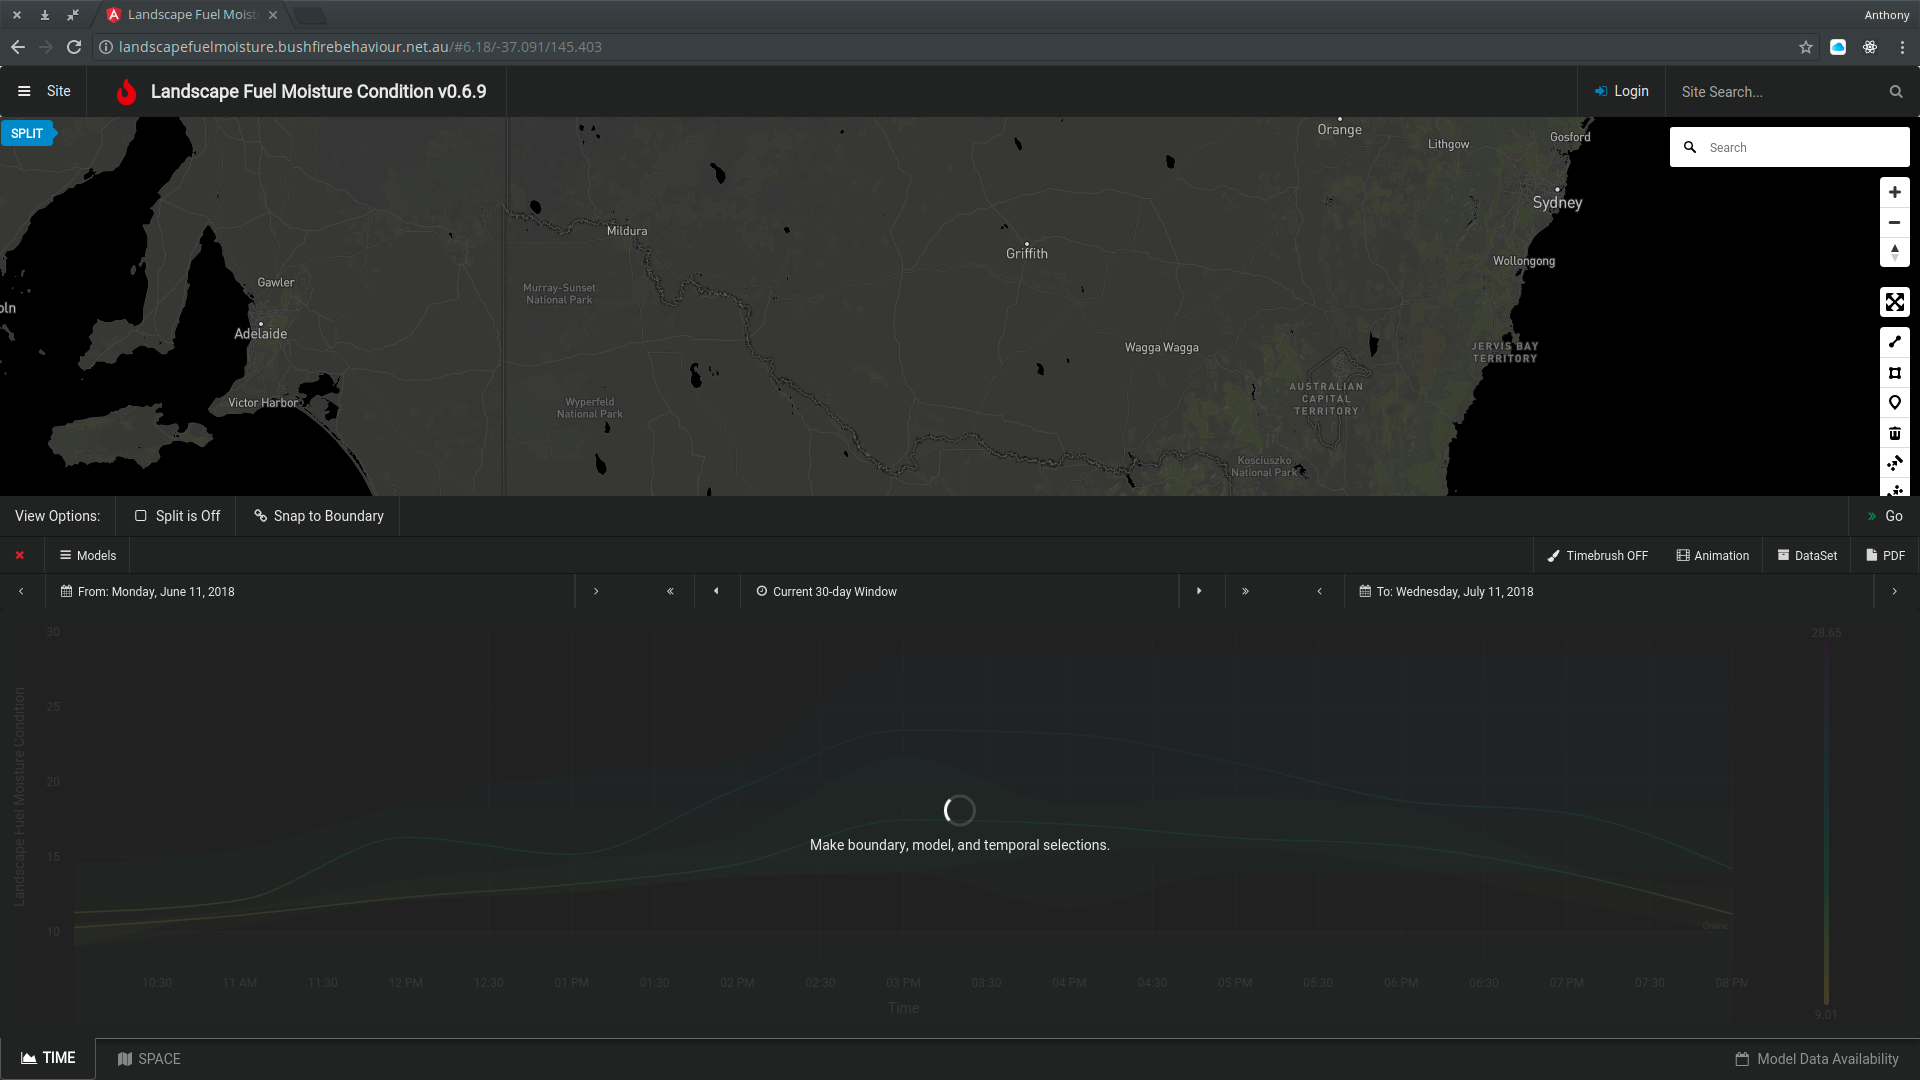 Landscape Fuel Moist
Anthony
landscapefuelmoisture.bushfirebehaviour.net.au/#6.18/-37.091/145.403
Site
Landscape Fuel Moisture Condition v0.6.9
Login
Site Search...
SPLIT
Search
Orange
Lithgow
Gosford
Sydney
Mildura
Griffith
Wollongong
Gawler
Murray-Sunset
National Park
oln
Adelaide
Wagga Wagga
JERVIS BAY
TERRITORY
AUSTRALIAN
CAPITAL
TERRITORY
Victor Harbor
Wyperfeld
National Park
Kosciuszko
National Park
View Options:
Split is Off
Snap to Boundary
Go
Models
Timebrush OFF
Animation
DataSet
PDF
From: Monday, June 11, 2018
Current 30-day Window
To: Wednesday, July 11, 2018
30
25
20
15
10
Landscape Fuel Moisture Condition
28.65
9.01
Make boundary, model, and temporal selections.
Online
10:30 11 AM 11:30 12 PM 12:30 01 PM 01:30 02 PM 02:30 03 PM 03:30 04 PM 04:30 05 PM 05:30 06 PM 06:30 07 PM 07:30 08 PM
Time
TIME
SPACE
Model Data Availability